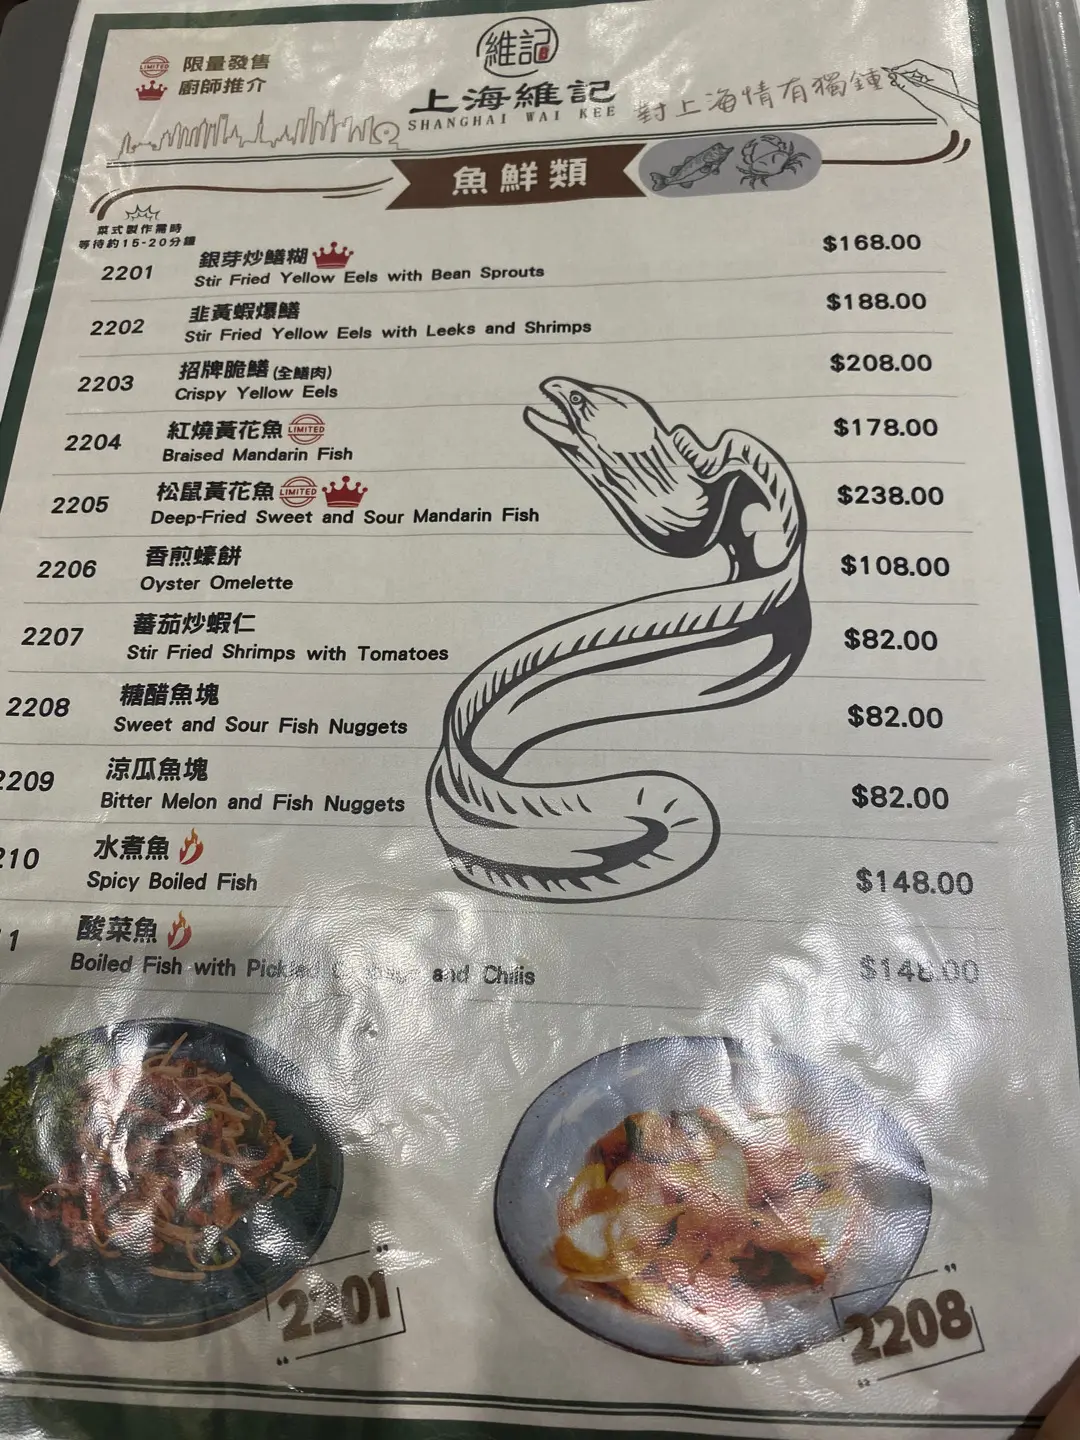 維記
LIMITED 限量發售
廚師推介
上海維記
SHANGHAI WAI KEE
對上海情有獨鍾
魚鮮類
菜式製作需時
等待約15-20分鐘
2201 銀芽炒鱔糊 $168.00
Stir Fried Yellow Eels with Bean Sprouts
2202 韭黃蝦爆鱔 $188.00
Stir Fried Yellow Eels with Leeks and Shrimps
2203 招牌脆鱔 (全鱔肉) $208.00
Crispy Yellow Eels
2204 紅燒黃花魚 LIMITED $178.00
Braised Mandarin Fish
2205 松鼠黃花魚 LIMITED $238.00
Deep-Fried Sweet and Sour Mandarin Fish
2206 香煎蠔餅 $108.00
Oyster Omelette
2207 蕃茄炒蝦仁 $82.00
Stir Fried Shrimps with Tomatoes
2208 糖醋魚塊 $82.00
Sweet and Sour Fish Nuggets
2209 涼瓜魚塊 $82.00
Bitter Melon and Fish Nuggets
210 水煮魚 $148.00
Spicy Boiled Fish
1 酸菜魚 $148.00
Boiled Fish with Pickled and Chilis
2201
2208